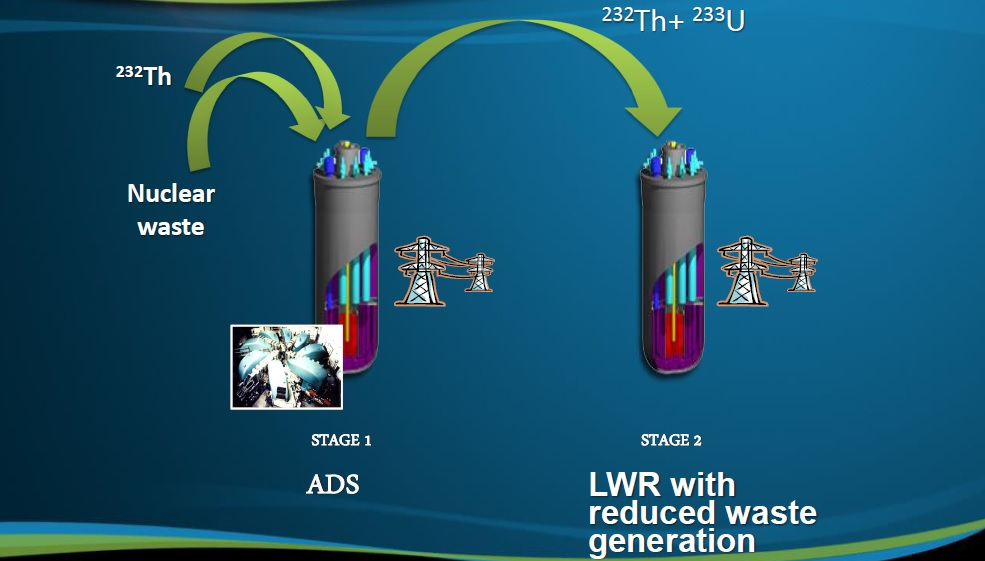 ²³²Th+ ²³³U
²³²Th
Nuclear
waste
STAGE 1
STAGE 2
ADS
LWR with
reduced waste
generation